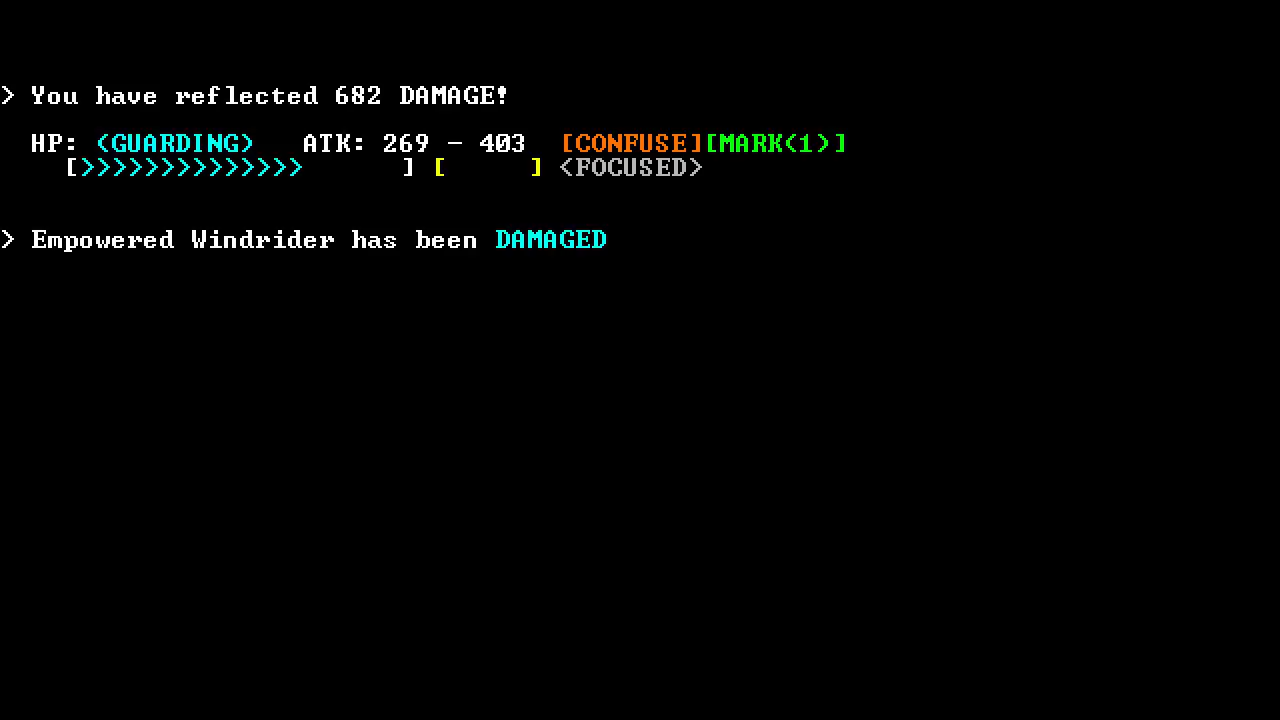 > You have reflected 682 DAMAGE!
HP: (GUARDING) ATK: 269 - 403 [CONFUSE][MARK(1)]
[>>>>>>>>>>>>>> ] [ ] <FOCUSED>
> Empowered Windrider has been DAMAGED